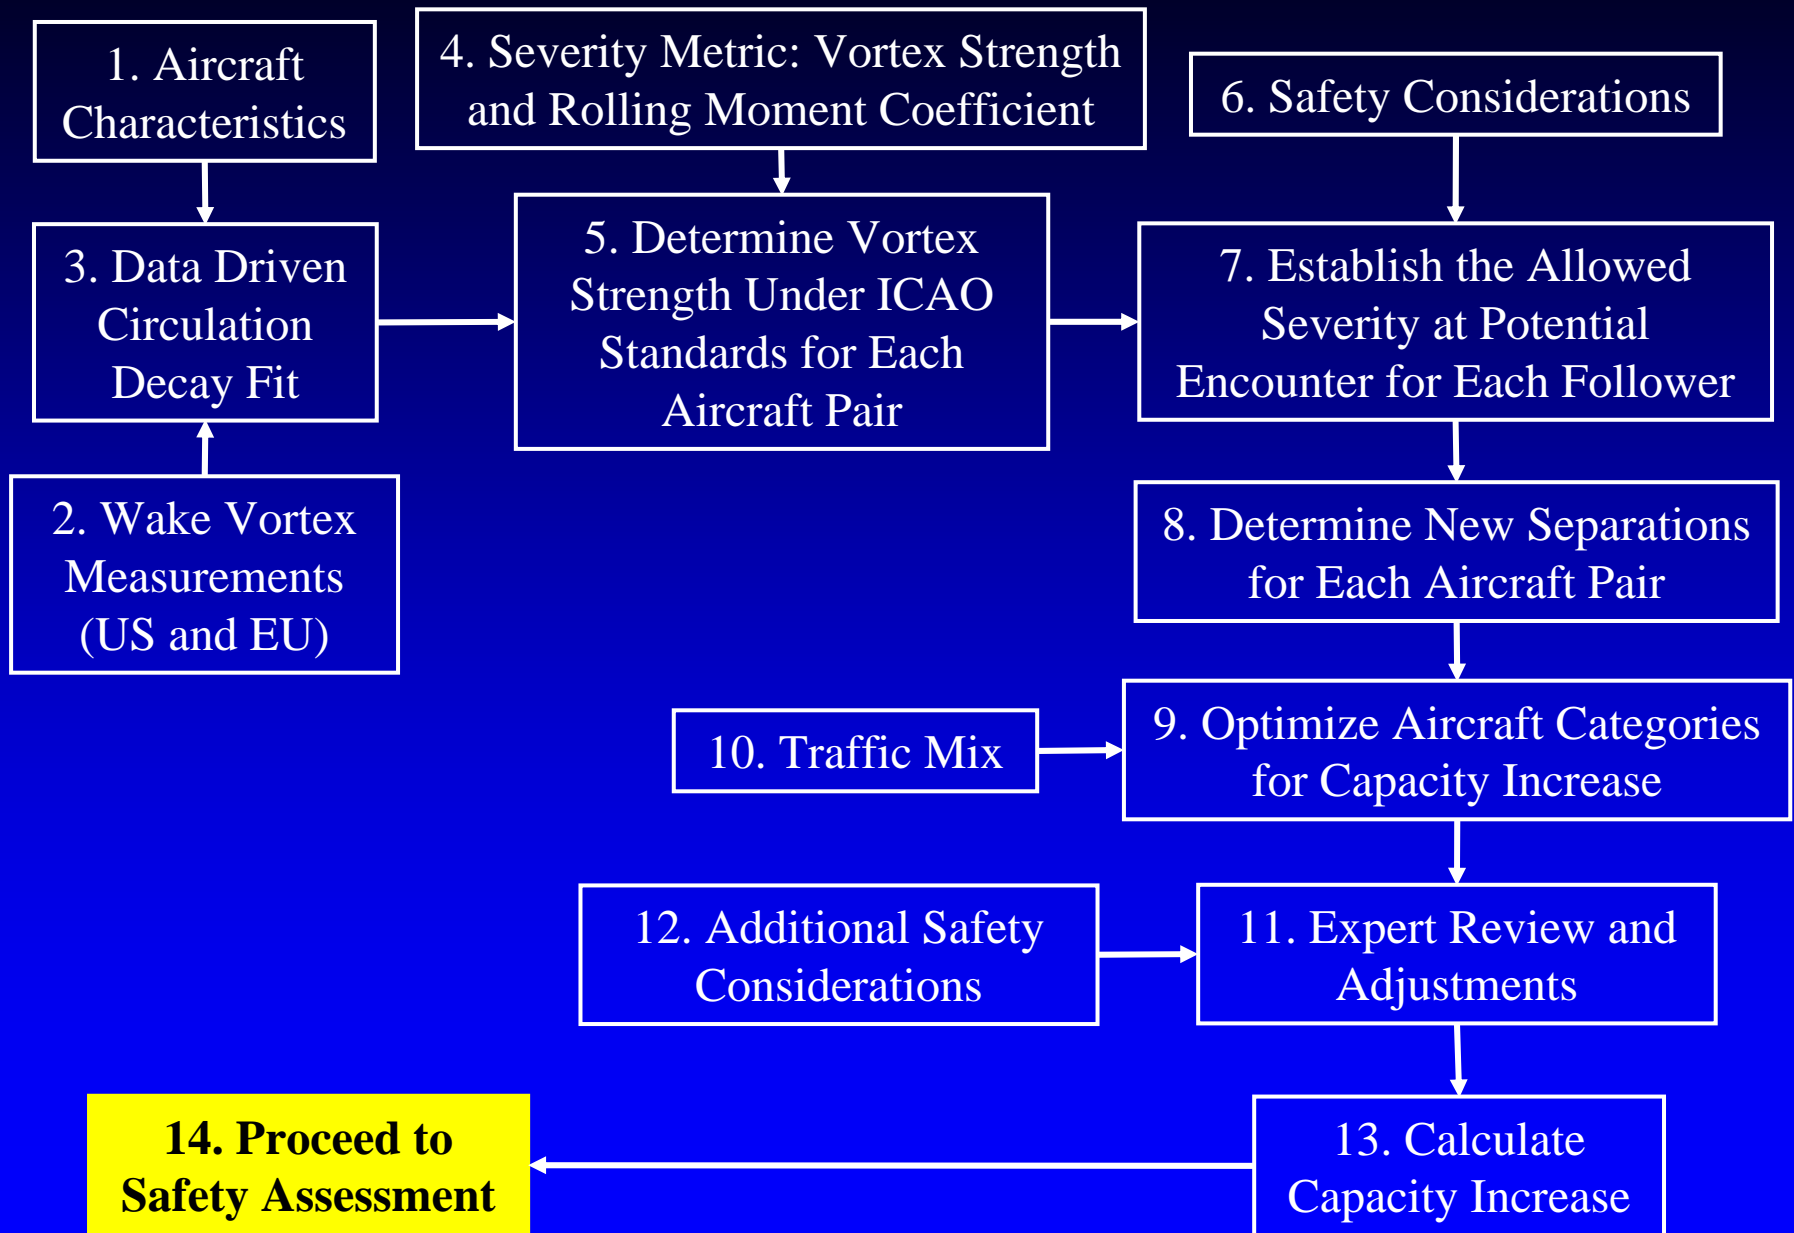 1. Aircraft
Characteristics
2. Wake Vortex
Measurements
(US and EU)
3. Data Driven
Circulation
Decay Fit
4. Severity Metric: Vortex Strength
and Rolling Moment Coefficient
5. Determine Vortex
Strength Under ICAO
Standards for Each
Aircraft Pair
6. Safety Considerations
7. Establish the Allowed
Severity at Potential
Encounter for Each Follower
8. Determine New Separations
for Each Aircraft Pair
9. Optimize Aircraft Categories
for Capacity Increase
10. Traffic Mix
11. Expert Review and
Adjustments
12. Additional Safety
Considerations
13. Calculate
Capacity Increase
14. Proceed to
Safety Assessment